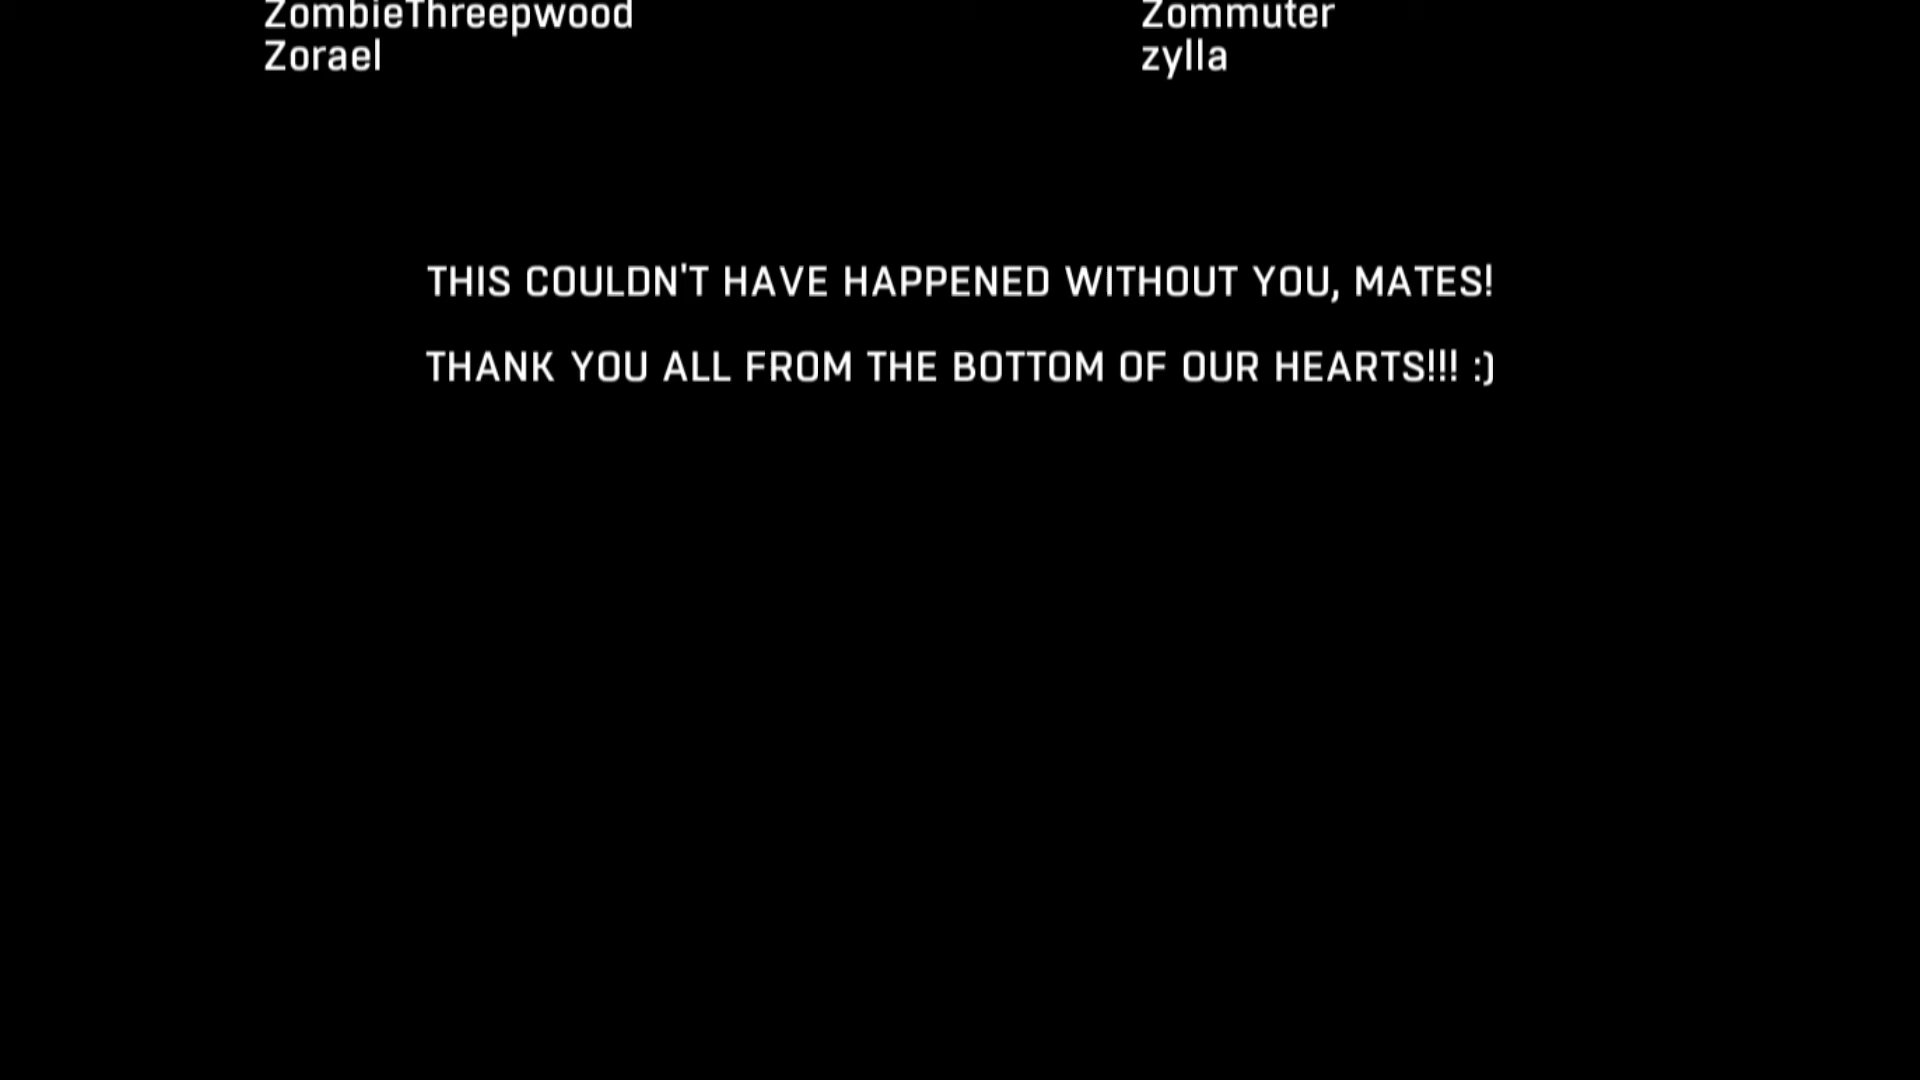 ZombieThreepwood Zommuter
Zorael zylla
THIS COULDN'T HAVE HAPPENED WITHOUT YOU, MATES!
THANK YOU ALL FROM THE BOTTOM OF OUR HEARTS!!! :)